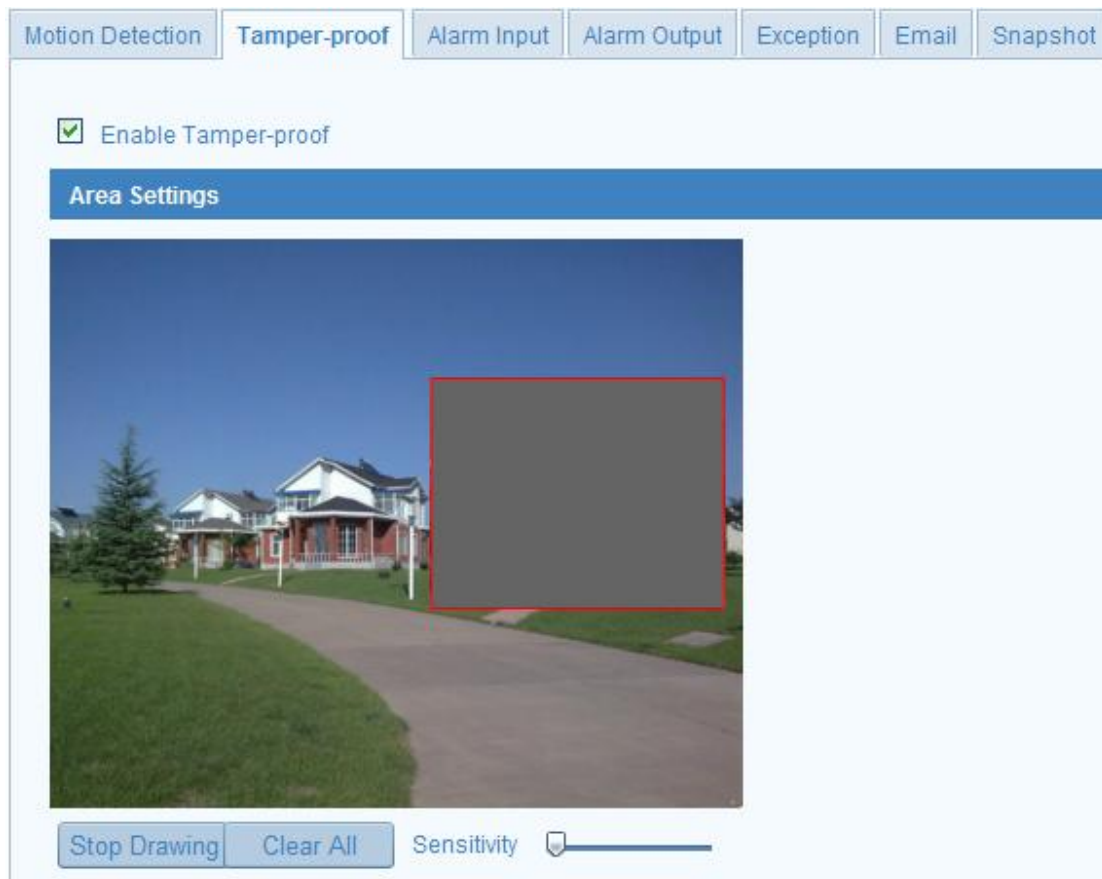 Motion Detection Tamper-proof Alarm Input Alarm Output Exception Email Snapshot
Enable Tamper-proof
Area Settings
Stop Drawing Clear All Sensitivity